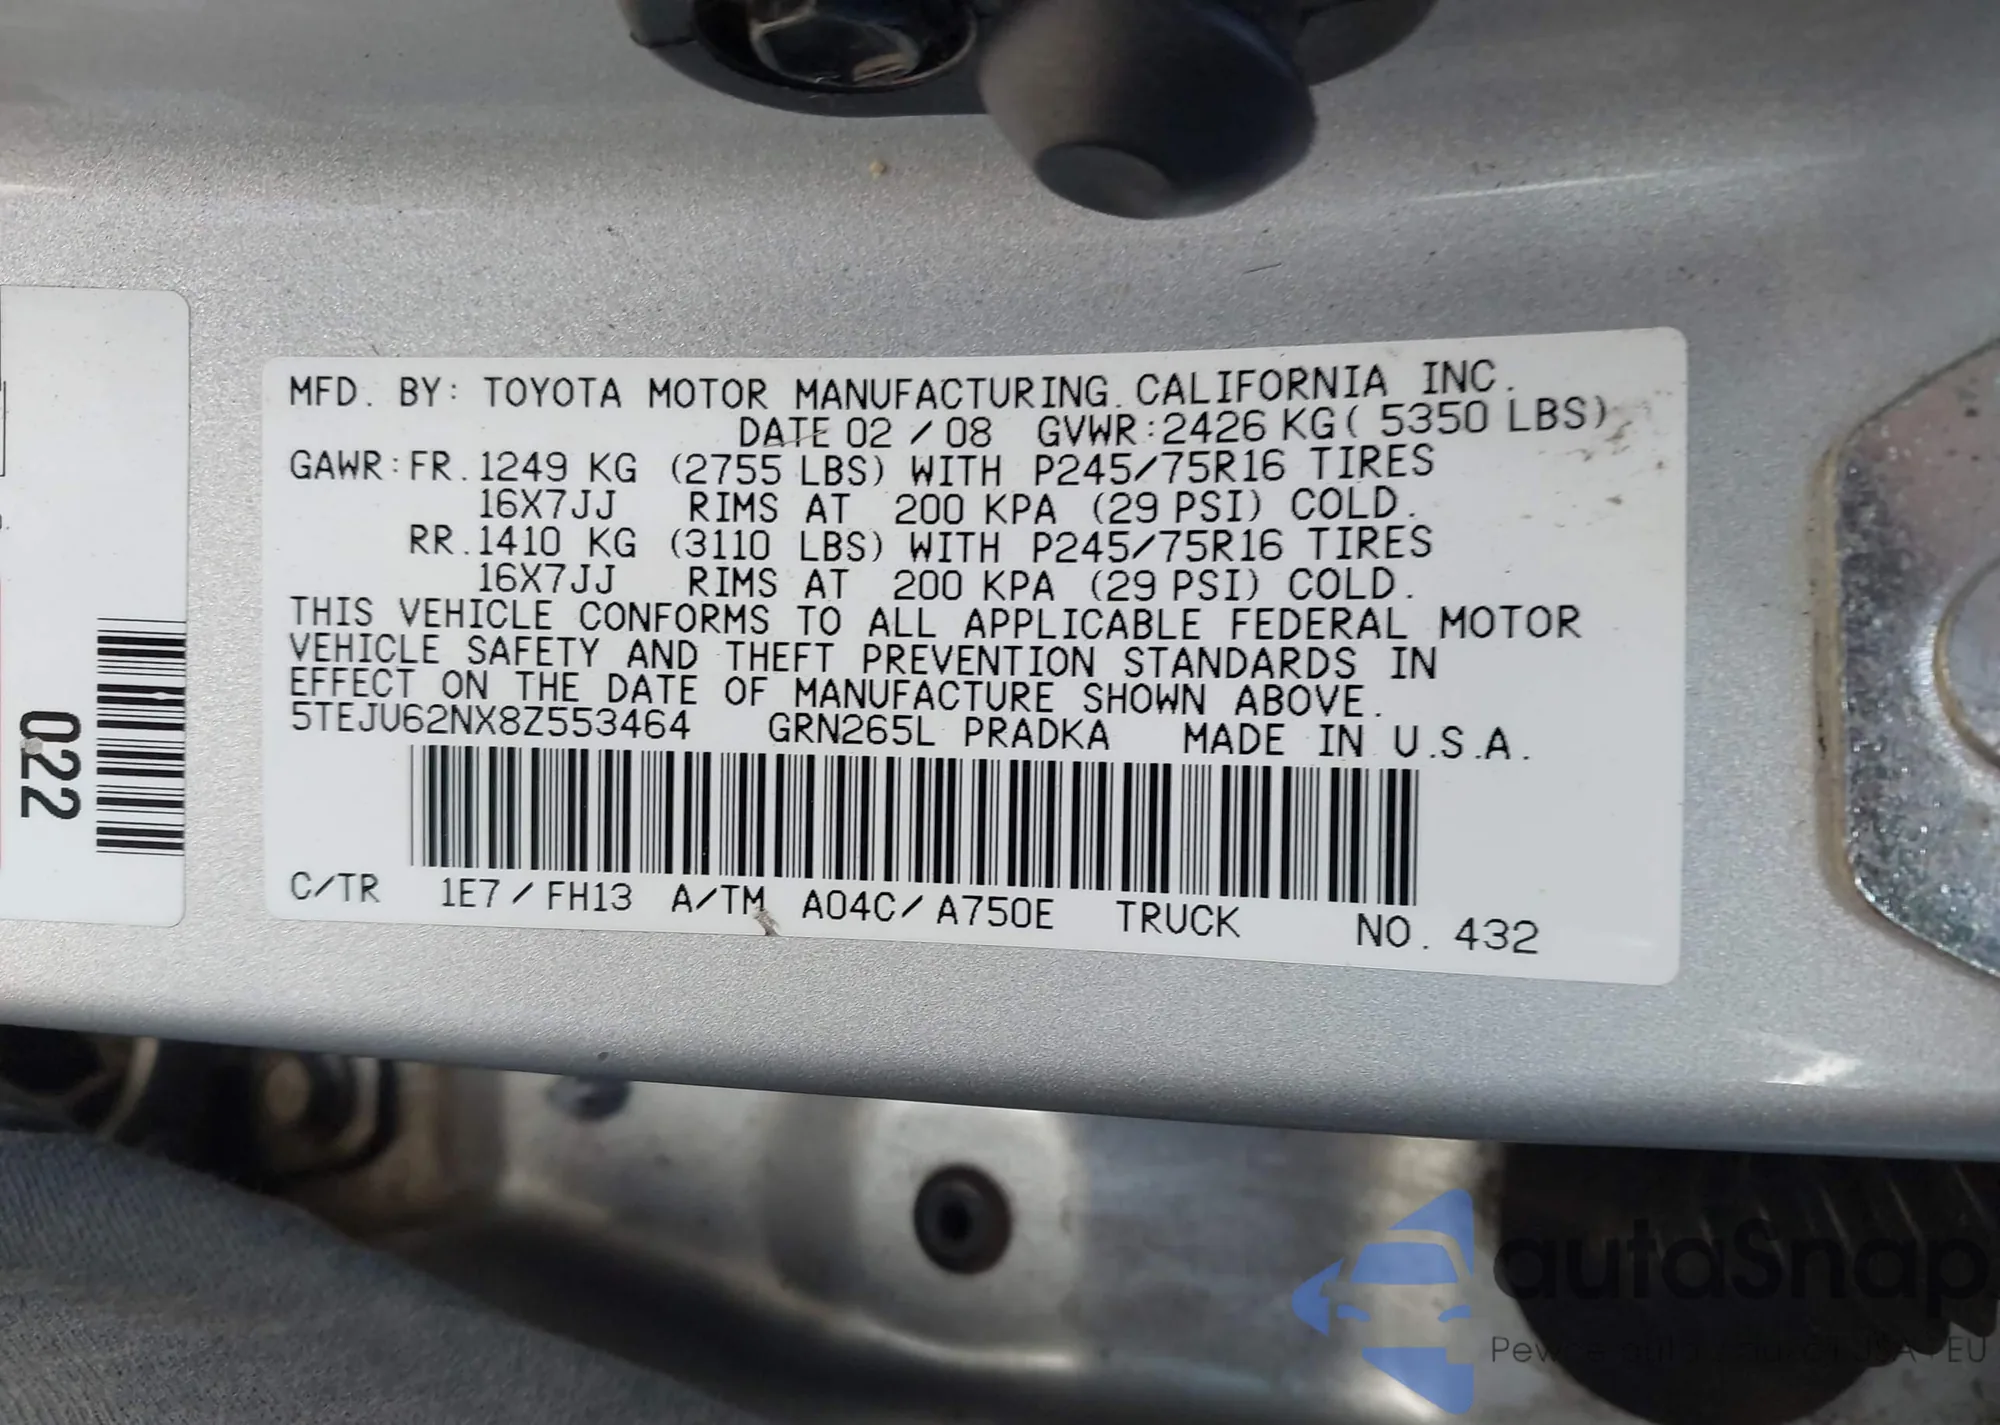 MFD. BY: TOYOTA MOTOR MANUFACTURING.CALIFORNIA INC.
DATE 02 / 08 GVWR:2426 KG( 5350 LBS)
GAWR:FR.1249 KG (2755 LBS) WITH P245/75R16 TIRES
16X7JJ RIMS AT 200 KPA (29 PSI) COLD.
RR.1410 KG (3110 LBS) WITH P245/75R16 TIRES
16X7JJ RIMS AT 200 KPA (29 PSI) COLD.
THIS VEHICLE CONFORMS TO ALL APPLICABLE FEDERAL MOTOR
VEHICLE SAFETY AND THEFT PREVENTION STANDARDS IN
EFFECT ON THE DATE OF MANUFACTURE SHOWN ABOVE.
5TEJU62NX8Z553464 GRN265L PRADKA MADE IN U.S.A.
C/TR 1E7/FH13 A/TM A04C/A750E TRUCK NO. 432
022
autoSnap
Pewne auta USA EU